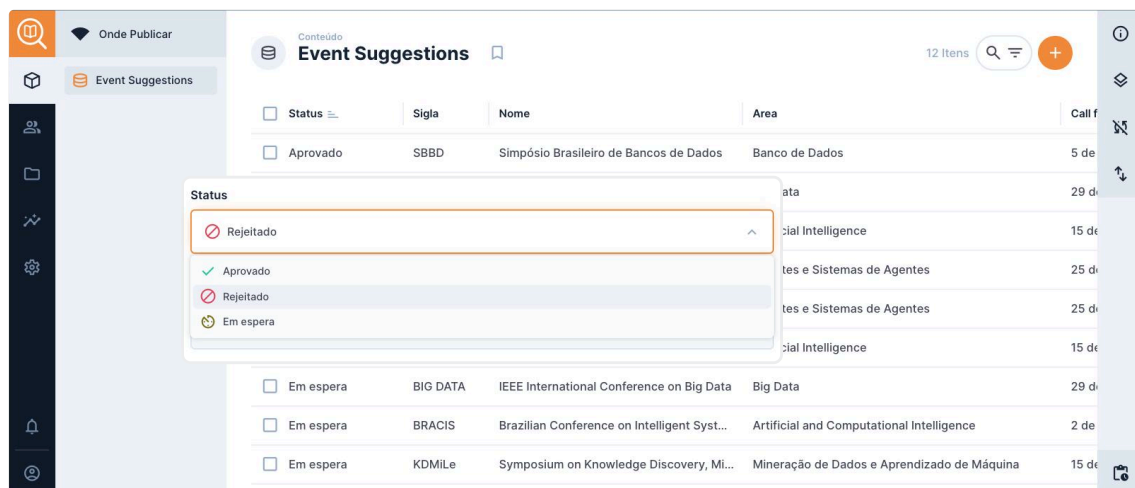 Onde Publicar
Event Suggestions
Conteúdo
Event Suggestions
12 Itens
Status Sigla Nome Area Call f
Aprovado SBBD Simpósio Brasileiro de Bancos de Dados Banco de Dados 5 de
ata 29 d
cial Intelligence 15 de
tes e Sistemas de Agentes 25 d
tes e Sistemas de Agentes 25 d
cial Intelligence 15 de
Status
Rejeitado
Aprovado
Rejeitado
Em espera
Em espera BIG DATA IEEE International Conference on Big Data Big Data 29 d
Em espera BRACIS Brazilian Conference on Intelligent Syst... Artificial and Computational Intelligence 2 de
Em espera KDMiLe Symposium on Knowledge Discovery, Mi... Mineração de Dados e Aprendizado de Máquina 15 de